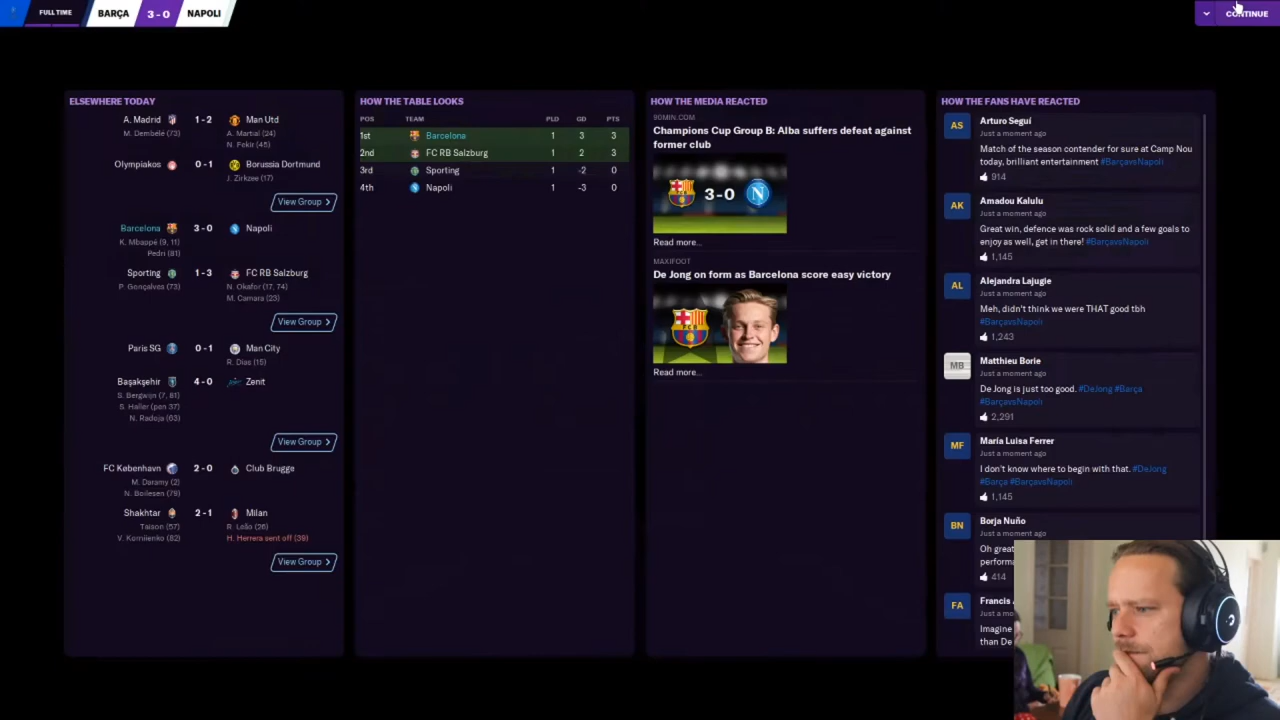 FULL TIME
BARÇA
3 - 0
NAPOLI
CONTINUE
ELSEWHERE TODAY
A. Madrid 1 - 2 Man Utd
M. Dembélé (73) A. Martial (24)
N. Fekir (45)
Olympiakos 0 - 1 Borussia Dortmund
J. Zirkzee (17)
View Group
Barcelona 3 - 0 Napoli
K. Mbappé (9, 11)
Pedri (81)
Sporting 1 - 3 FC RB Salzburg
P. Gonçalves (73) N. Okafor (17, 74)
M. Camara (23)
View Group
Paris SG 0 - 1 Man City
R. Dias (15)
Başakşehir 4 - 0 Zenit
S. Bergwijn (7, 81)
S. Haller (pen 37)
N. Radoja (63)
View Group
FC København 2 - 0 Club Brugge
M. Daramy (2)
N. Boilesen (79)
Shakhtar 2 - 1 Milan
Taison (57) R. Leão (26)
V. Korniienko (82) H. Herrera sent off (39)
View Group
HOW THE TABLE LOOKS
POS TEAM PLD GD PTS
1st Barcelona 1 3 3
2nd FC RB Salzburg 1 2 3
3rd Sporting 1 -2 0
4th Napoli 1 -3 0
HOW THE MEDIA REACTED
90MIN.COM
Champions Cup Group B: Alba suffers defeat against
former club
3-0
Read more...
MAXIFOOT
De Jong on form as Barcelona score easy victory
Read more...
HOW THE FANS HAVE REACTED
AS
Arturo Seguí
Just a moment ago
Match of the season contender for sure at Camp Nou
today, brilliant entertainment #BarçavsNapoli
914
AK
Amadou Kalulu
Just a moment ago
Great win, defence was rock solid and a few goals to
enjoy as well, get in there! #BarçavsNapoli
1,145
AL
Alejandra Lajugie
Just a moment ago
Meh, didn't think we were THAT good tbh
#BarçavsNapoli
1,243
MB
Matthieu Borie
Just a moment ago
De Jong is just too good. #DeJong #Barça
#BarçavsNapoli
2,291
MF
María Luisa Ferrer
Just a moment ago
I don't know where to begin with that. #DeJong
#Barça #BarçavsNapoli
1,145
BN
Borja Nuño
Just a moment ago
Oh great
414
FA
Francis
Just a mo
Imagine
than De